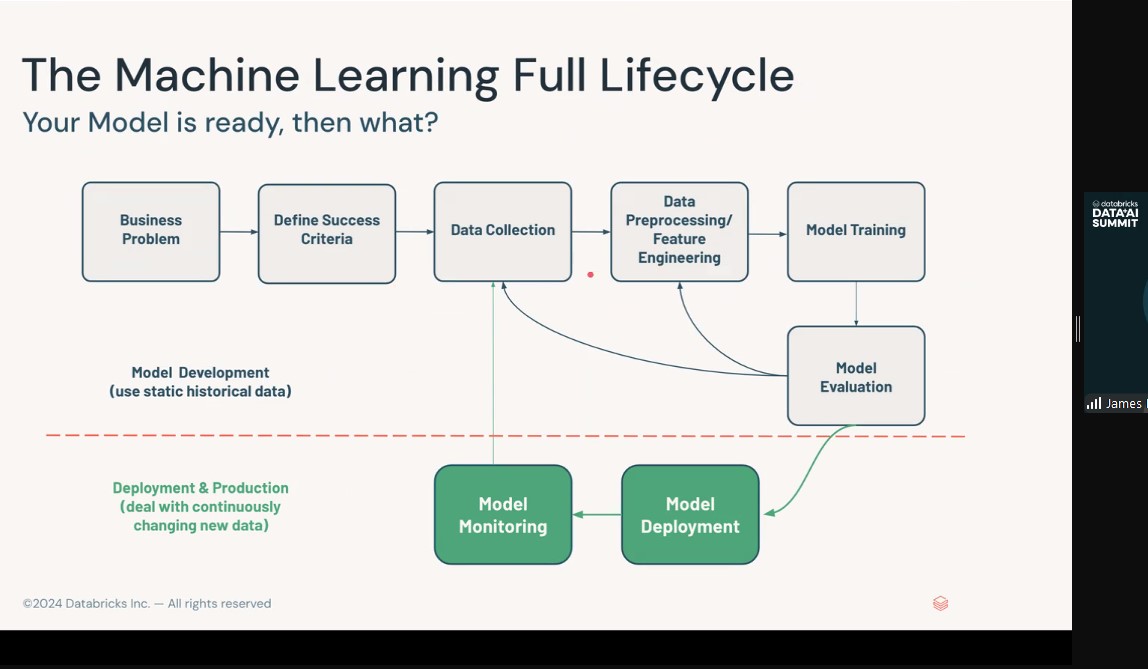 The Machine Learning Full Lifecycle
Your Model is ready, then what?
Business
Problem
Define Success
Criteria
Data Collection
Data
Preprocessing/
Feature
Engineering
Model Training
Model
Evaluation
Model Development
(use static historical data)
Deployment & Production
(deal with continuously
changing new data)
Model
Monitoring
Model
Deployment
©2024 Databricks Inc. — All rights reserved
databricks
DATA+AI
SUMMIT
James